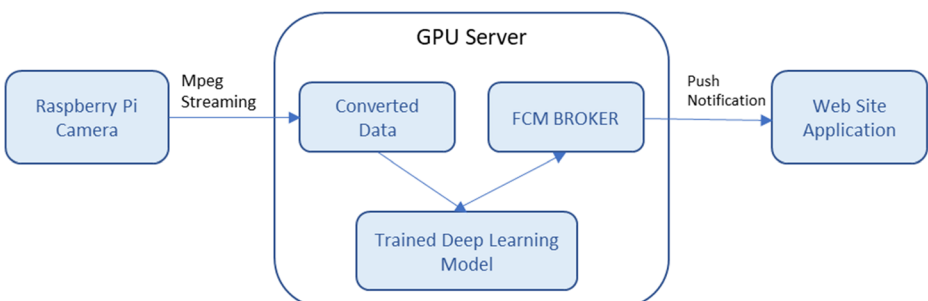 GPU Server
Raspberry Pi
Camera
Mpeg
Streaming
Converted
Data
FCM BROKER
Push
Notification
Web Site
Application
Trained Deep Learning
Model